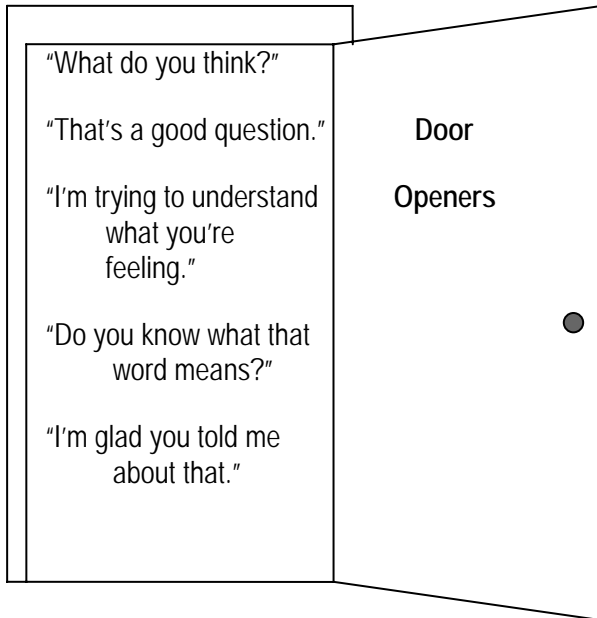 “What do you think?”
“That's a good question.”
“I'm trying to understand
what you're
feeling.”
“Do you know what that
word means?”
“I'm glad you told me
about that.”
Door
Openers